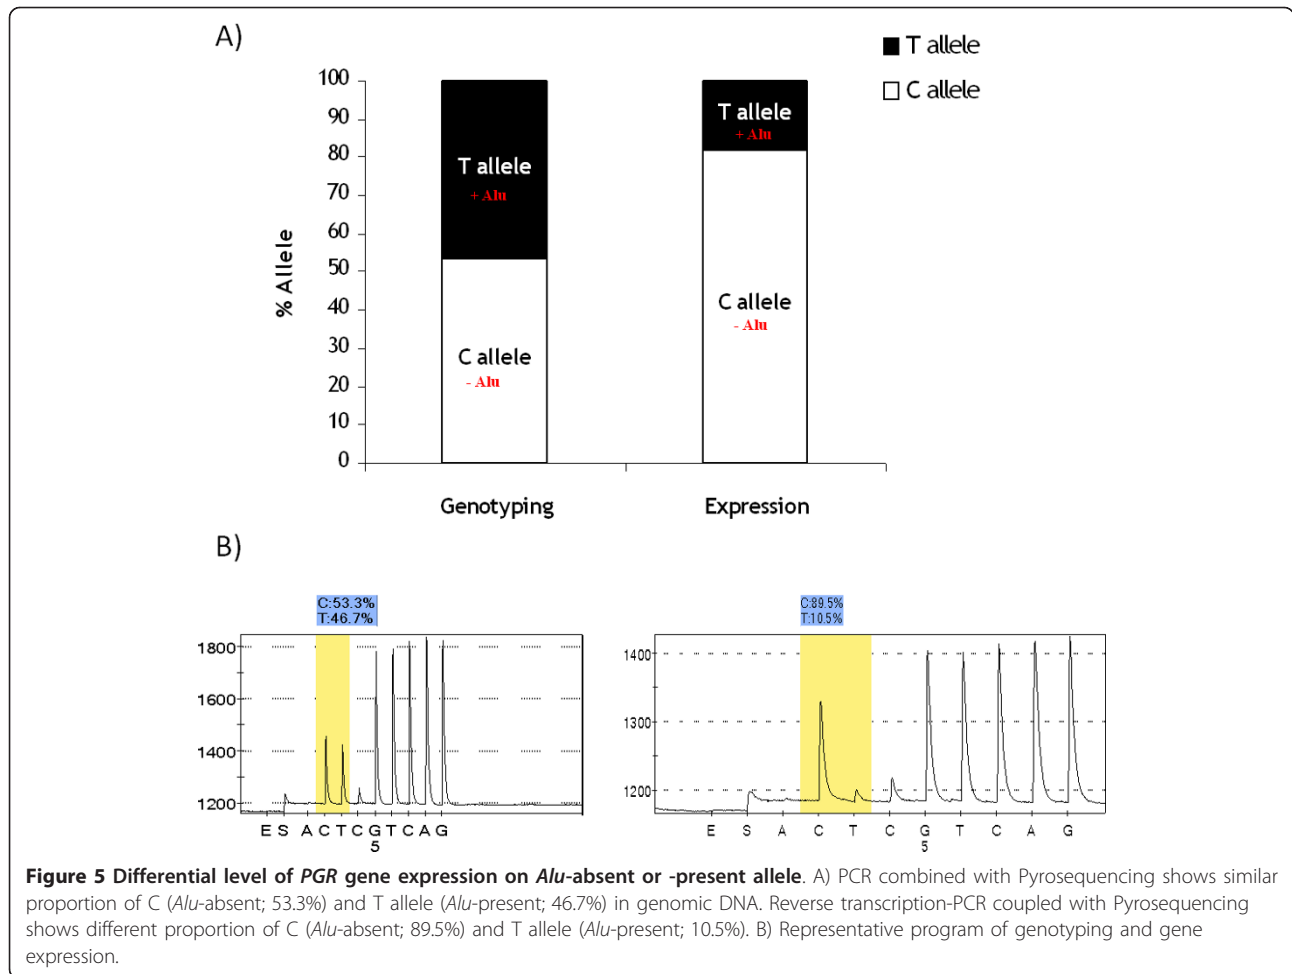 A)
T allele
C allele
100
90
80
70
60
50
40
30
20
10
0
% Allele
T allele
+ Alu
C allele
- Alu
T allele
+ Alu
C allele
- Alu
Genotyping
Expression
B)
C:53.3%
T:46.7%
1800
1600
1400
1200
E S A C T C G T C A G
5
C:89.5%
T:10.5%
1400
1300
1200
E S A C T C G T C A G
5
Figure 5 Differential level of PGR gene expression on Alu-absent or -present allele. A) PCR combined with Pyrosequencing shows similar
proportion of C (Alu-absent; 53.3%) and T allele (Alu-present; 46.7%) in genomic DNA. Reverse transcription-PCR coupled with Pyrosequencing
shows different proportion of C (Alu-absent; 89.5%) and T allele (Alu-present; 10.5%). B) Representative program of genotyping and gene
expression.